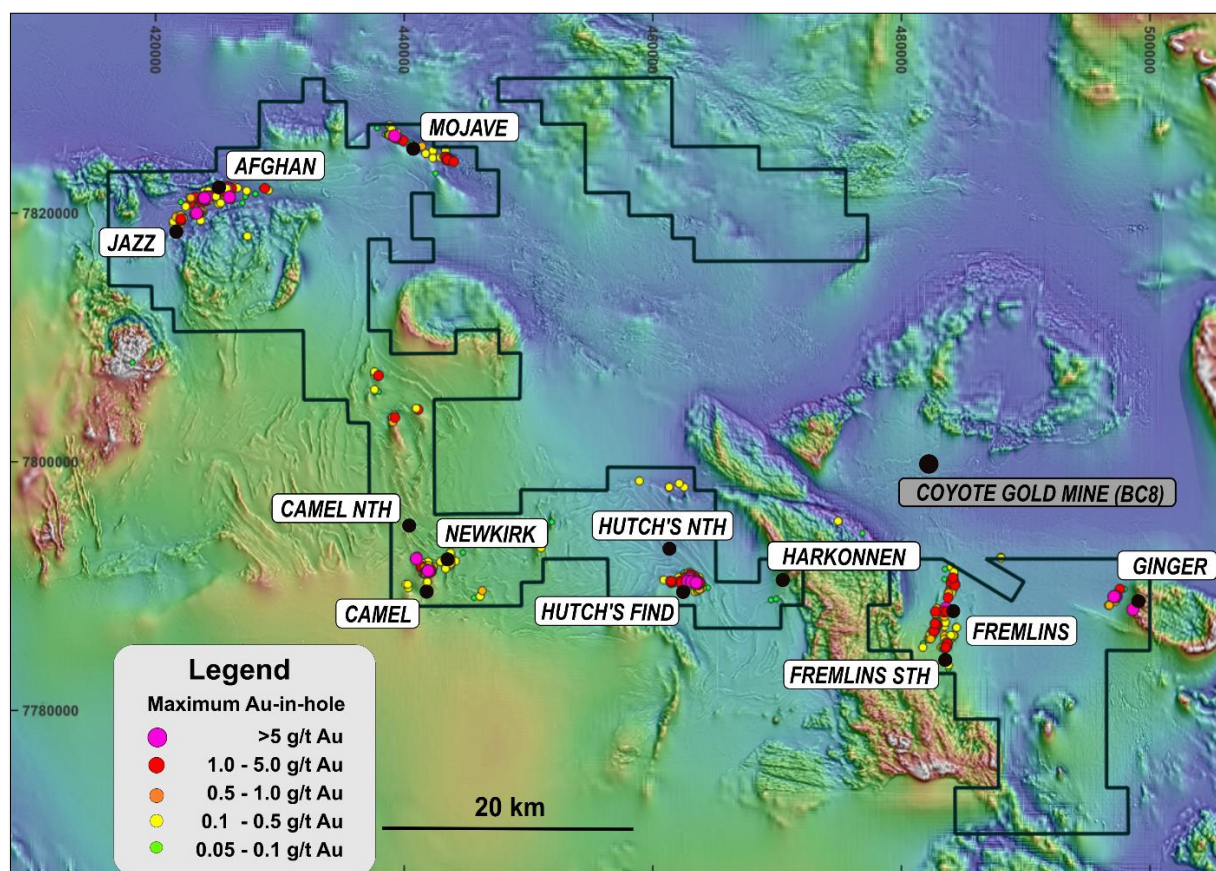 420000
440000
460000
480000
500000
MOJAVE
AFGHAN
7820000
JAZZ
7800000
COYOTE GOLD MINE (BC8)
CAMEL NTH
NEWKIRK
HUTCH'S NTH
HARKONNEN
GINGER
CAMEL
HUTCH'S FIND
FREMLINS
FREMLINS STH
7780000
Legend
Maximum Au-in-hole
>5 g/t Au
1.0 - 5.0 g/t Au
0.5 - 1.0 g/t Au
0.1 - 0.5 g/t Au
0.05 - 0.1 g/t Au
20 km